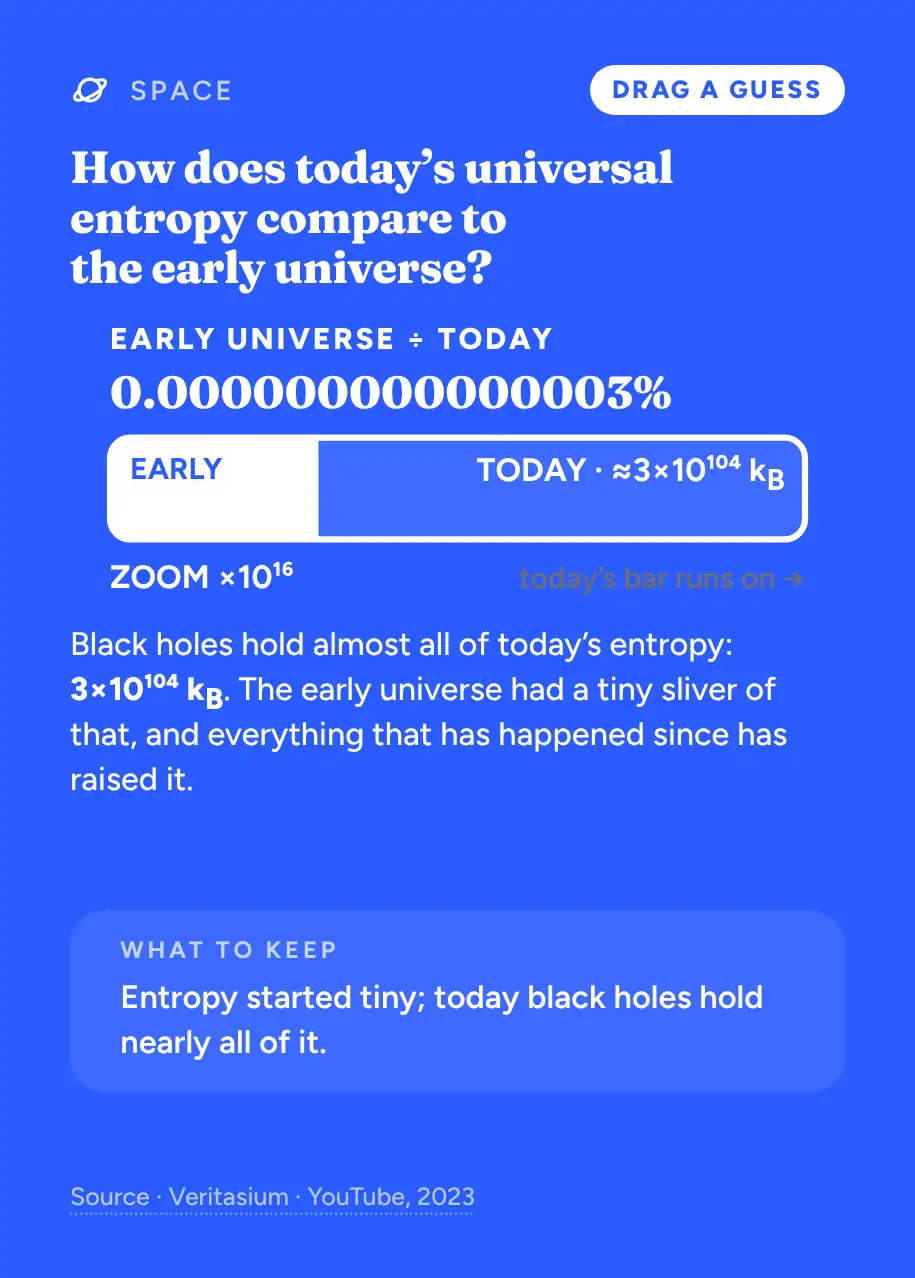 SPACE
DRAG A GUESS
How does today’s universal
entropy compare to
the early universe?
EARLY UNIVERSE ÷ TODAY
0.0000000000000003%
EARLY
TODAY · ≈3×10¹⁰⁴ k_B
ZOOM ×10¹⁶
today’s bar runs on →
Black holes hold almost all of today’s entropy:
3×10¹⁰⁴ k_B. The early universe had a tiny sliver of
that, and everything that has happened since has
raised it.
WHAT TO KEEP
Entropy started tiny; today black holes hold
nearly all of it.
Source · Veritasium · YouTube, 2023